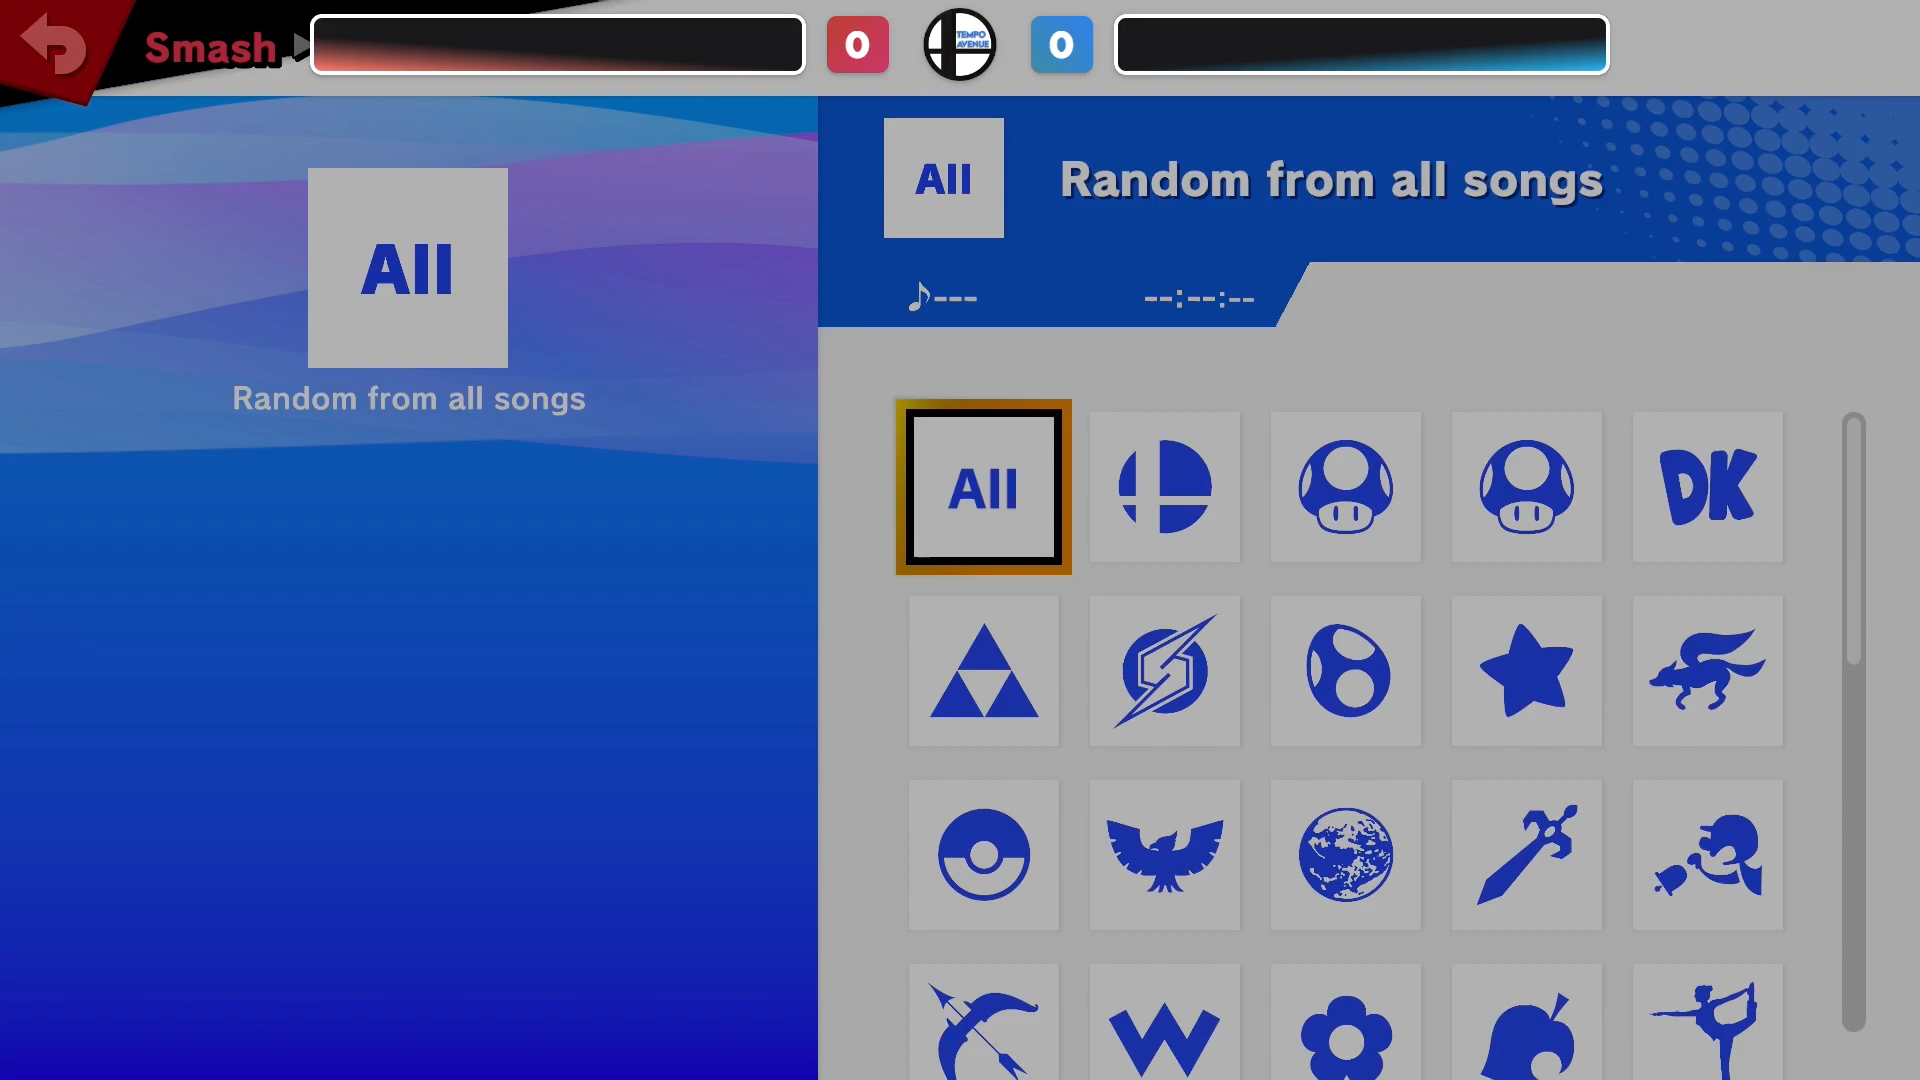 Smash
0
TEMPO
AVENUE
0
All
Random from all songs
All
Random from all songs
♪---
--:--:--
All
DK